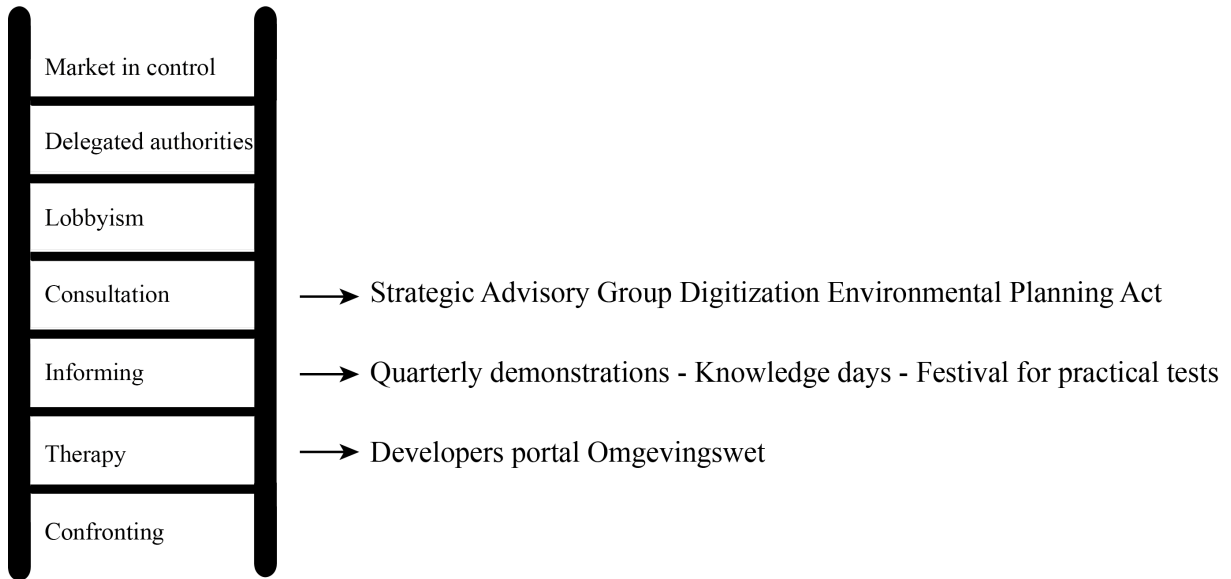 Market in control
Delegated authorities
Lobbyism
Consultation
Strategic Advisory Group Digitization Environmental Planning Act
Informing
Quarterly demonstrations - Knowledge days - Festival for practical tests
Therapy
Developers portal Omgevingswet
Confronting